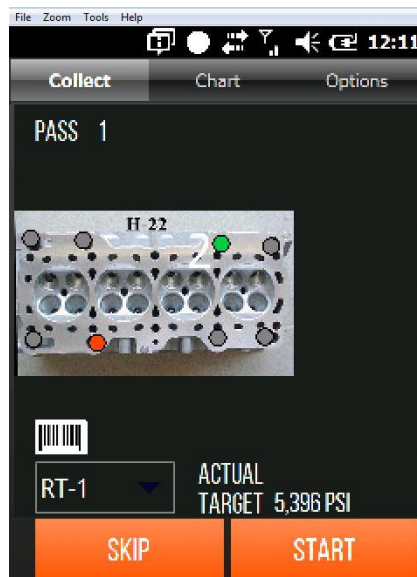 File Zoom Tools Help
12:11
Collect Chart Options
PASS 1
H-22
2
RT-1
ACTUAL
TARGET 5,396 PSI
SKIP START